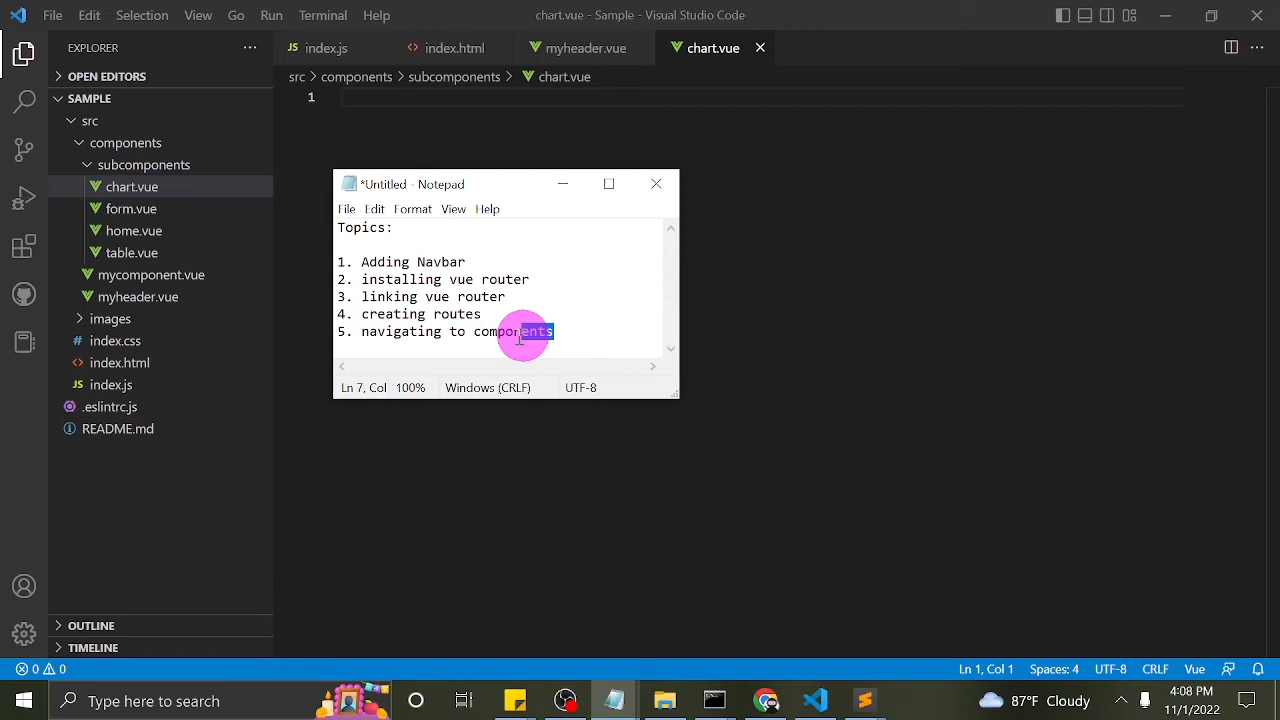 File Edit Selection View Go Run Terminal Help chart.vue - Sample - Visual Studio Code
EXPLORER
JS index.js <> index.html myheader.vue chart.vue
OPEN EDITORS
src > components > subcomponents > chart.vue
SAMPLE
1
src
components
subcomponents
chart.vue
form.vue
home.vue
table.vue
mycomponent.vue
myheader.vue
images
# index.css
<> index.html
JS index.js
.eslintrc.js
README.md
OUTLINE
TIMELINE
*Untitled - Notepad
File Edit Format View Help
Topics:
1. Adding Navbar
2. installing vue router
3. linking vue router
4. creating routes
5. navigating to components
Ln 7, Col 100% Windows (CRLF) UTF-8
0 0 Ln 1, Col 1 Spaces: 4 UTF-8 CRLF Vue
Type here to search 87°F Cloudy 4:08 PM
11/1/2022